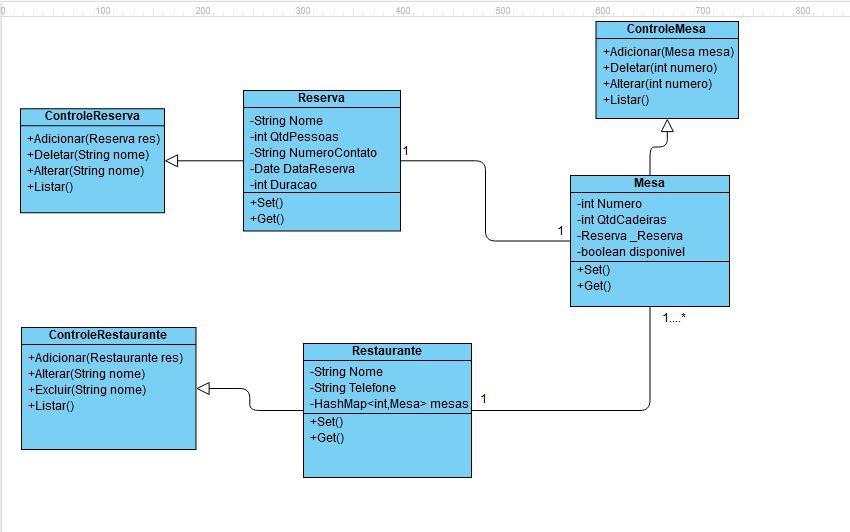 0 100 200 300 400 500 600 700 800
ControleMesa
+Adicionar(Mesa mesa)
+Deletar(int numero)
+Alterar(int numero)
+Listar()
Reserva
-String Nome
-int QtdPessoas
-String NumeroContato
-Date DataReserva
-int Duracao
+Set()
+Get()
ControleReserva
+Adicionar(Reserva res)
+Deletar(String nome)
+Alterar(String nome)
+Listar()
1
1
Mesa
-int Numero
-int QtdCadeiras
-Reserva _Reserva
-boolean disponivel
+Set()
+Get()
1....*
ControleRestaurante
+Adicionar(Restaurante res)
+Alterar(String nome)
+Excluir(String nome)
+Listar()
Restaurante
-String Nome
-String Telefone
-HashMap<int,Mesa> mesas
+Set()
+Get()
1